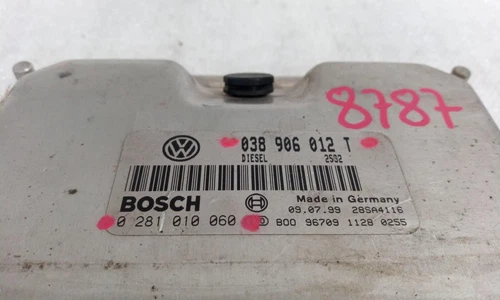 8787
038 906 012 T
DIESEL 2502
BOSCH
Made in Germany
09.07.99 28SA4116
0 281 010 060
B00 96709 1128 0255